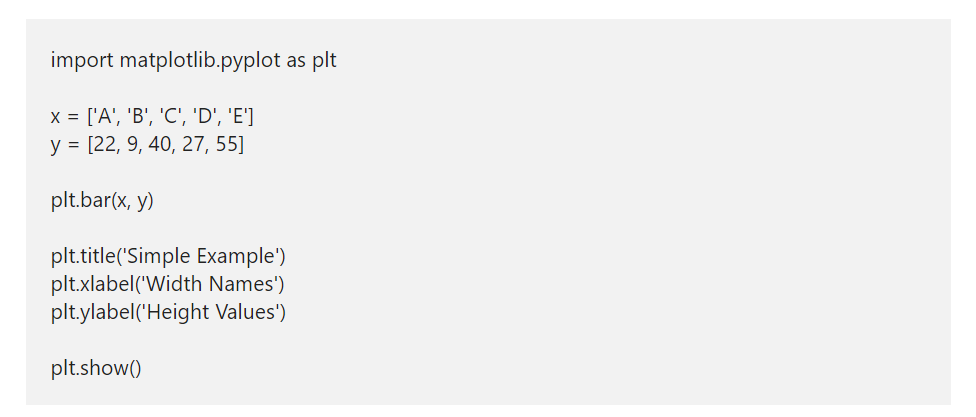 import matplotlib.pyplot as plt
x = ['A', 'B', 'C', 'D', 'E']
y = [22, 9, 40, 27, 55]
plt.bar(x, y)
plt.title('Simple Example')
plt.xlabel('Width Names')
plt.ylabel('Height Values')
plt.show()